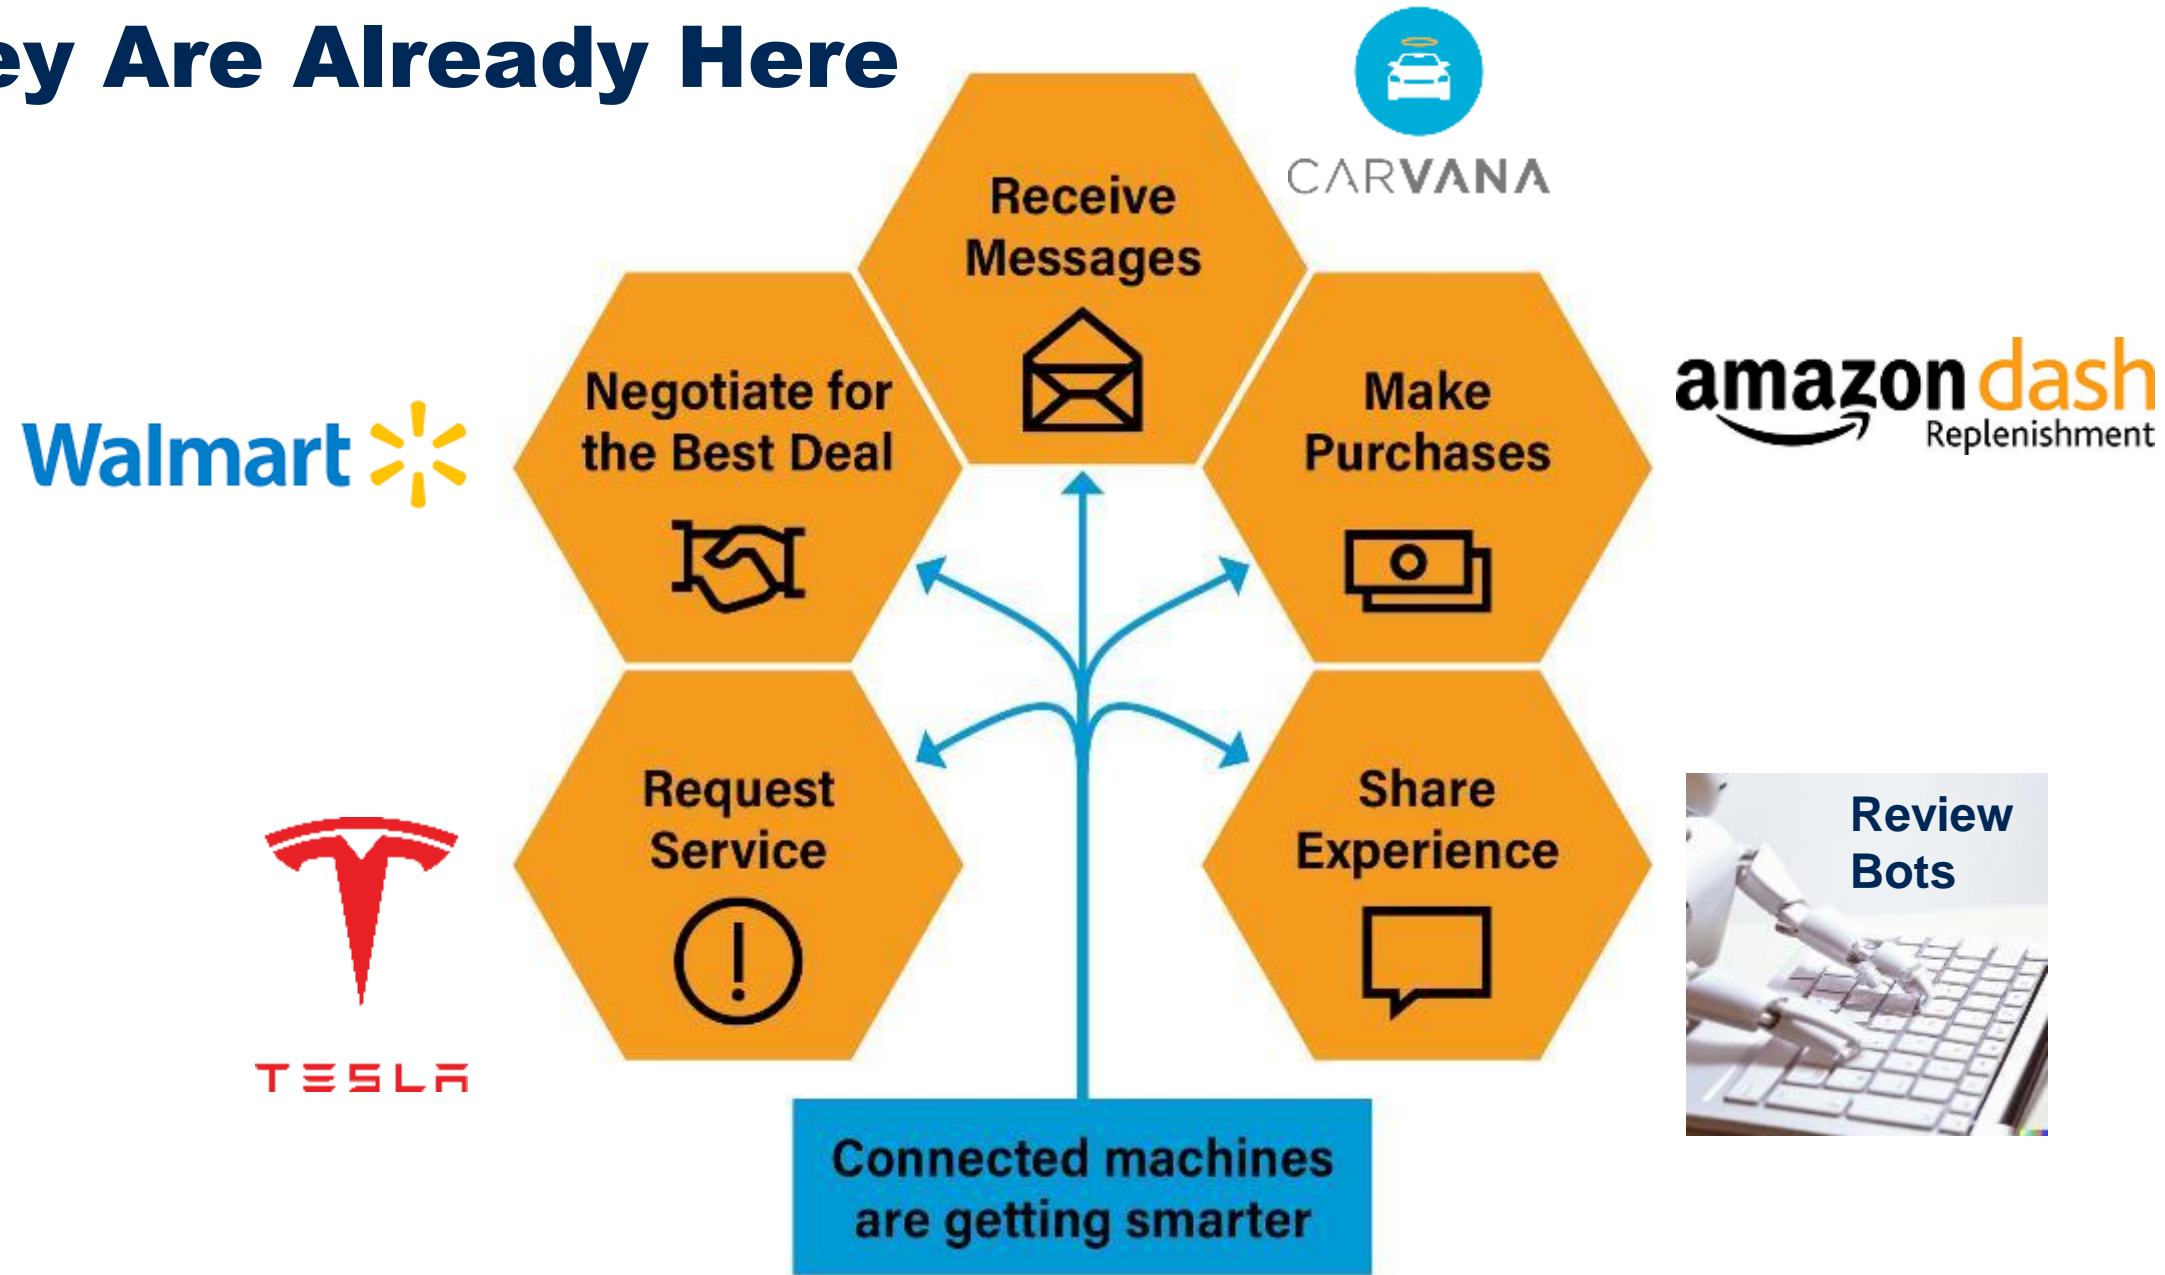 ey Are Already Here
CARVANA
Receive
Messages
Negotiate for
the Best Deal
Make
Purchases
Walmart
amazon dash
Replenishment
Request
Service
Share
Experience
Review
Bots
TESLA
Connected machines
are getting smarter